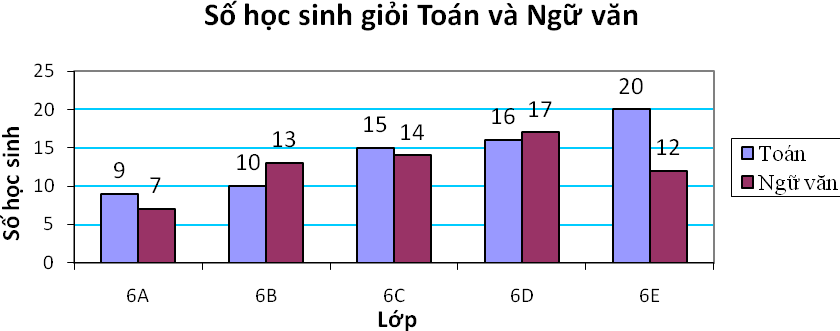 Số học sinh giỏi Toán và Ngữ văn
Số học sinh
25
20
15
10
5
0
9
7
10
13
15
14
16
17
20
12
6A
6B
6C
6D
6E
Lớp
Toán
Ngữ văn